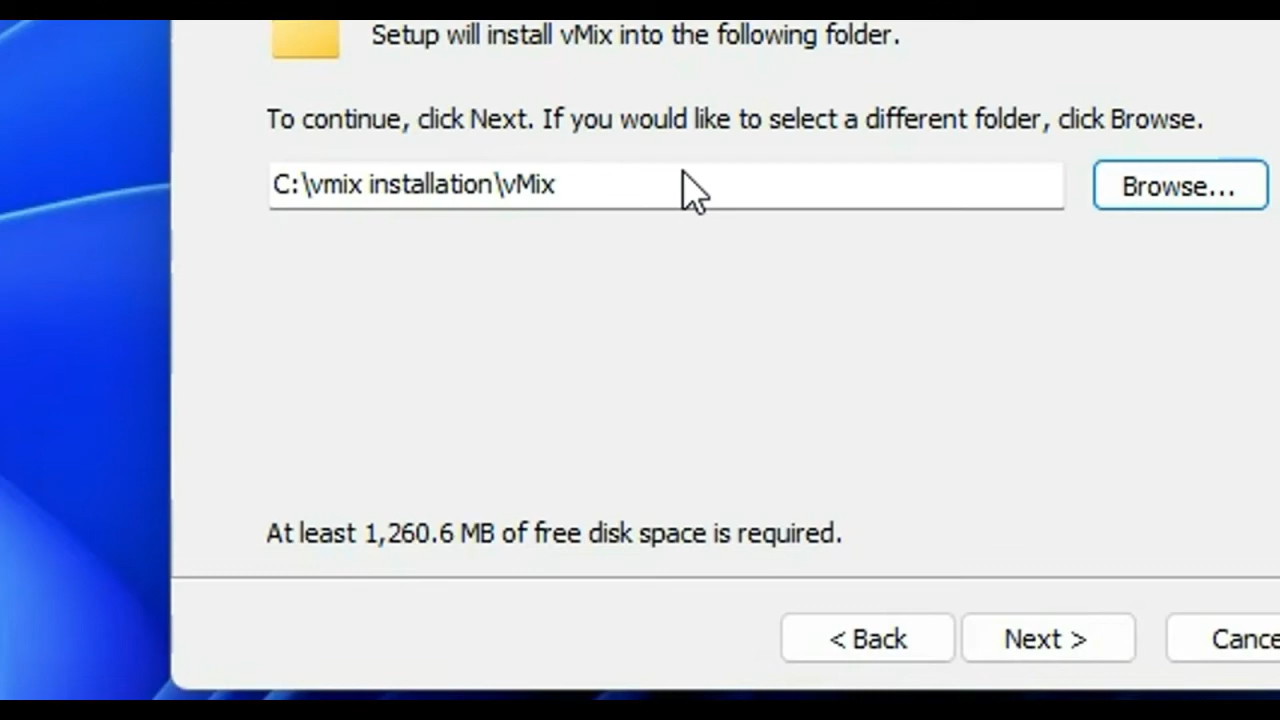 Setup will install vMix into the following folder.
To continue, click Next. If you would like to select a different folder, click Browse.
C:\vmix installation\vMix
Browse...
At least 1,260.6 MB of free disk space is required.
< Back
Next >
Cance